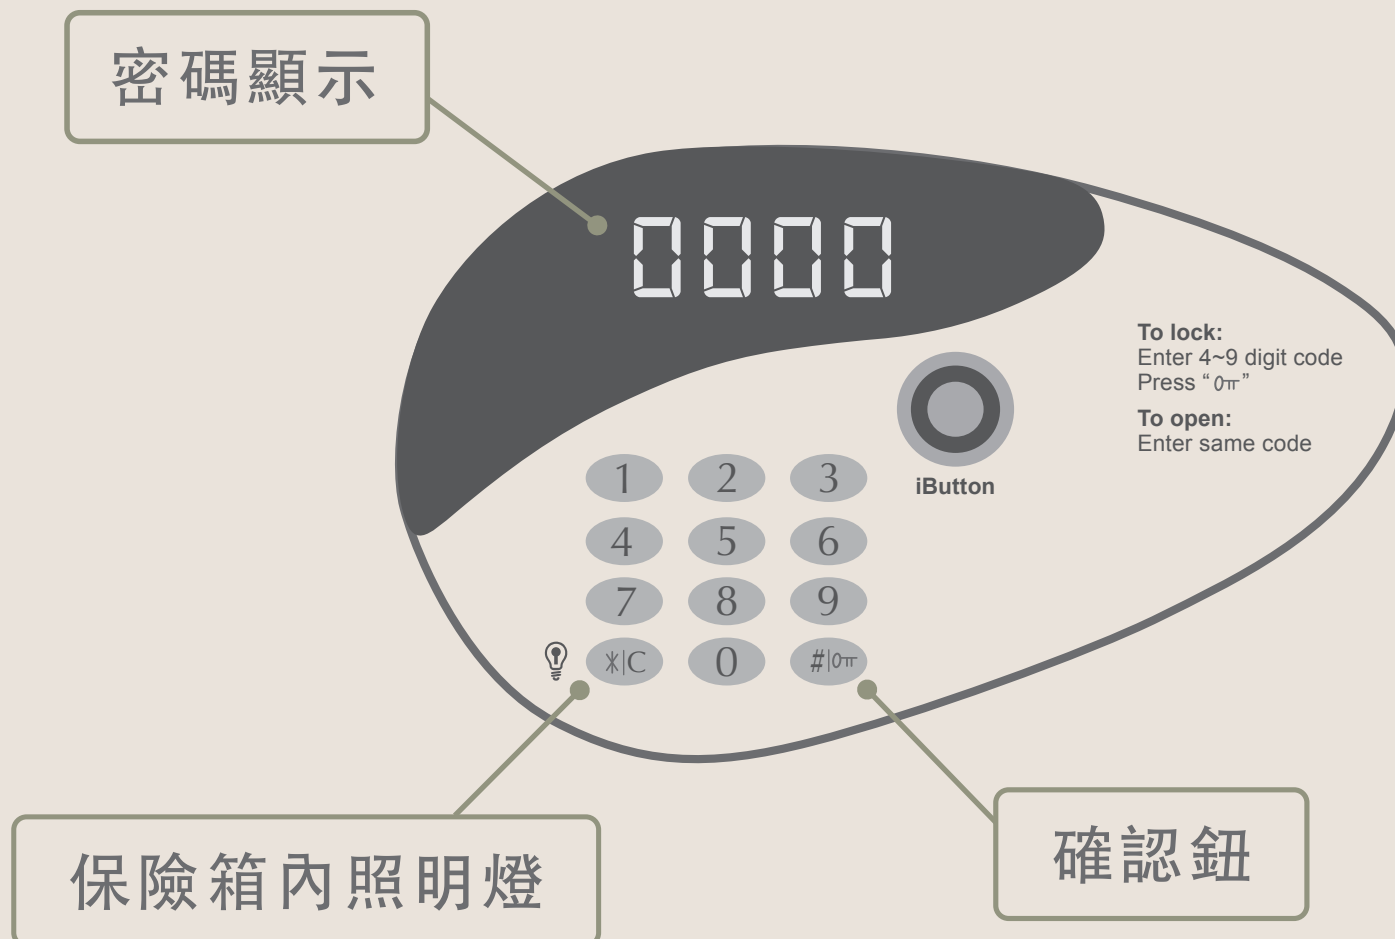 密碼顯示
0000
To lock:
Enter 4~9 digit code
Press “ ”
To open:
Enter same code
iButton
1 2 3
4 5 6
7 8 9
*|C 0 #|
保險箱內照明燈
確認鈕